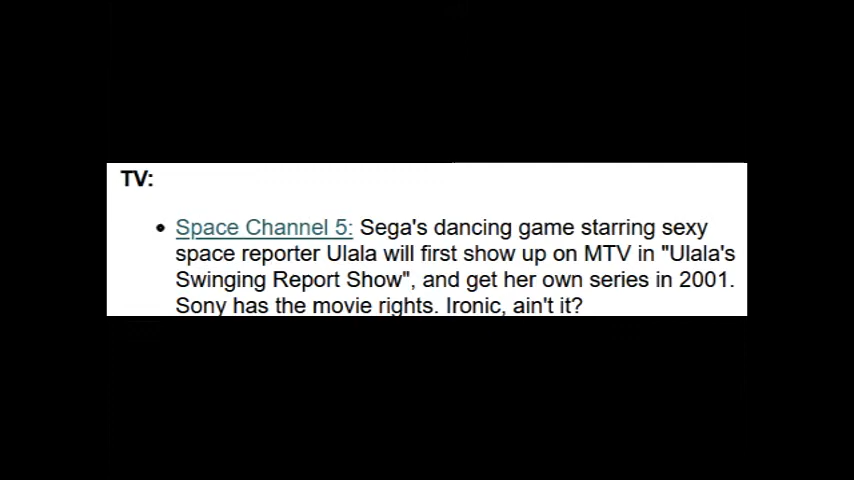 TV:
• Space Channel 5: Sega's dancing game starring sexy
space reporter Ulala will first show up on MTV in "Ulala's
Swinging Report Show", and get her own series in 2001.
Sony has the movie rights. Ironic, ain't it?